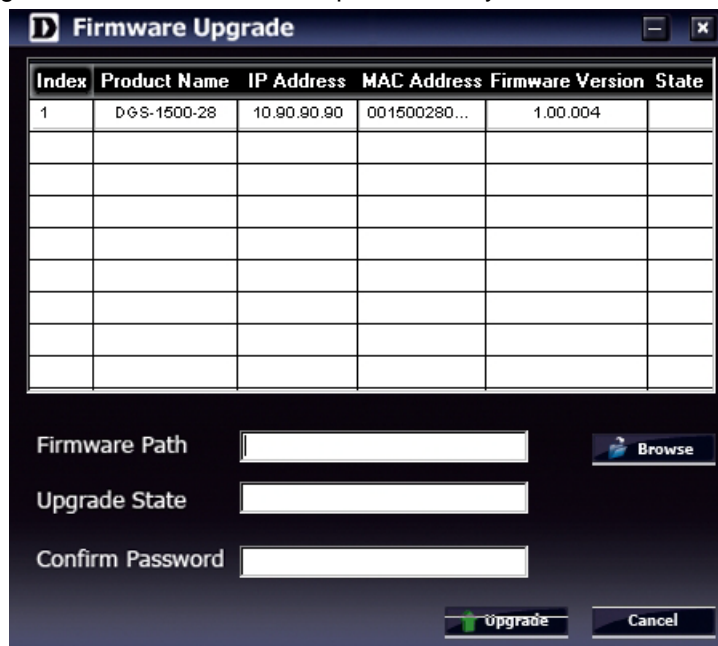 D Firmware Upgrade
Index Product Name IP Address MAC Address Firmware Version State
1 DGS-1500-28 10.90.90.90 001500280... 1.00.004
Firmware Path Browse
Upgrade State
Confirm Password
Upgrade Cancel